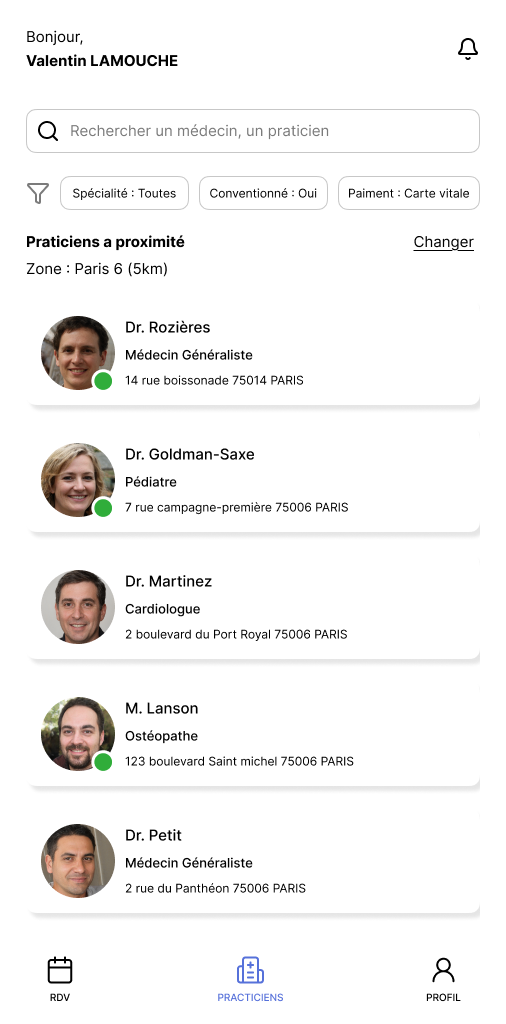 Bonjour,
Valentin LAMOUCHE
Rechercher un médecin, un praticien
Spécialité : Toutes
Conventionné : Oui
Paiment : Carte vitale
Praticiens a proximité
Changer
Zone : Paris 6 (5km)
Dr. Rozières
Médecin Généraliste
14 rue boissonade 75014 PARIS
Dr. Goldman-Saxe
Pédiatre
7 rue campagne-première 75006 PARIS
Dr. Martinez
Cardiologue
2 boulevard du Port Royal 75006 PARIS
M. Lanson
Ostéopathe
123 boulevard Saint michel 75006 PARIS
Dr. Petit
Médecin Généraliste
2 rue du Panthéon 75006 PARIS
RDV
PRACTICIENS
PROFIL